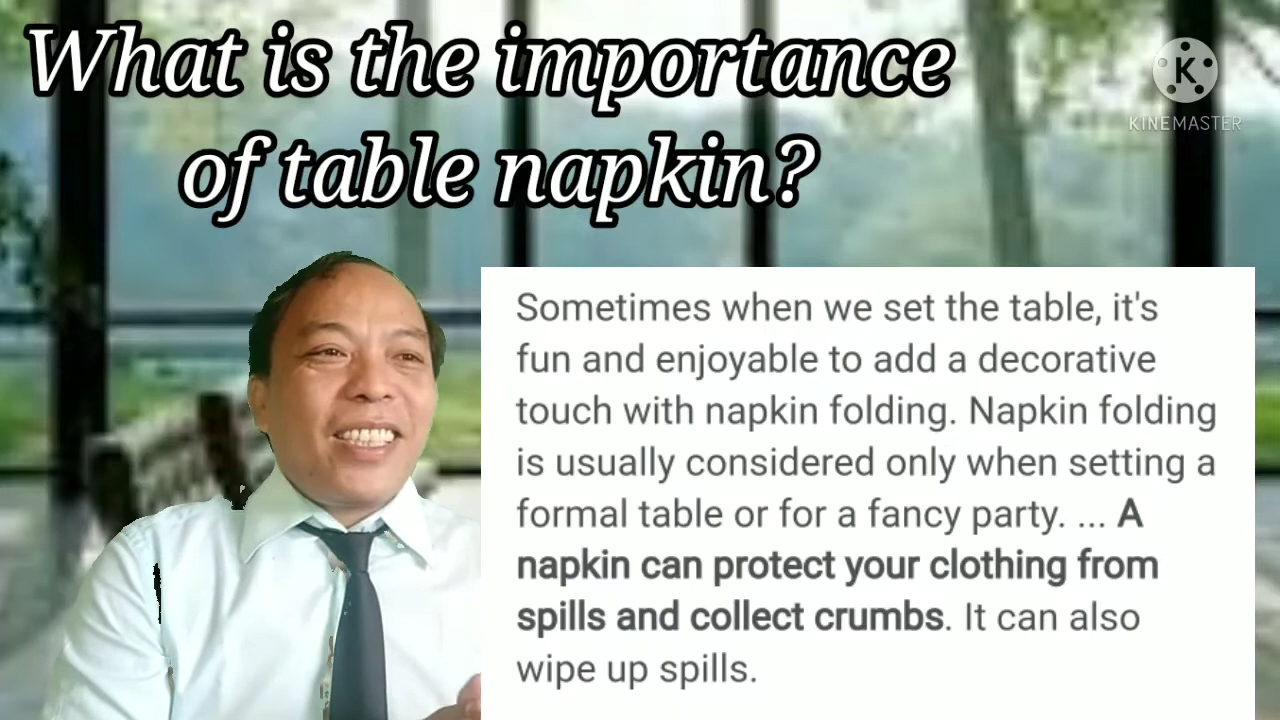 What is the importance
of table napkin?
K
KINEMASTER
Sometimes when we set the table, it's
fun and enjoyable to add a decorative
touch with napkin folding. Napkin folding
is usually considered only when setting a
formal table or for a fancy party. ... A
napkin can protect your clothing from
spills and collect crumbs. It can also
wipe up spills.